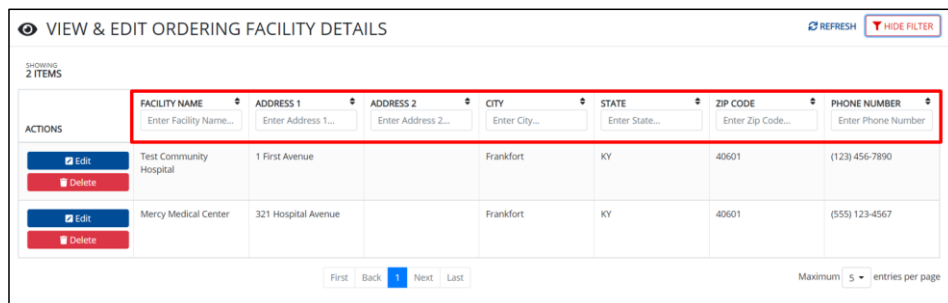 VIEW & EDIT ORDERING FACILITY DETAILS
REFRESH
HIDE FILTER
SHOWING
2 ITEMS
ACTIONS
FACILITY NAME ADDRESS 1 ADDRESS 2 CITY STATE ZIP CODE PHONE NUMBER
Enter Facility Name... Enter Address 1... Enter Address 2... Enter City... Enter State... Enter Zip Code... Enter Phone Number
Edit
Delete
Test Community
Hospital
1 First Avenue Frankfort KY 40601 (123) 456-7890
Edit
Delete
Mercy Medical Center 321 Hospital Avenue Frankfort KY 40601 (555) 123-4567
First Back 1 Next Last
Maximum 5 entries per page